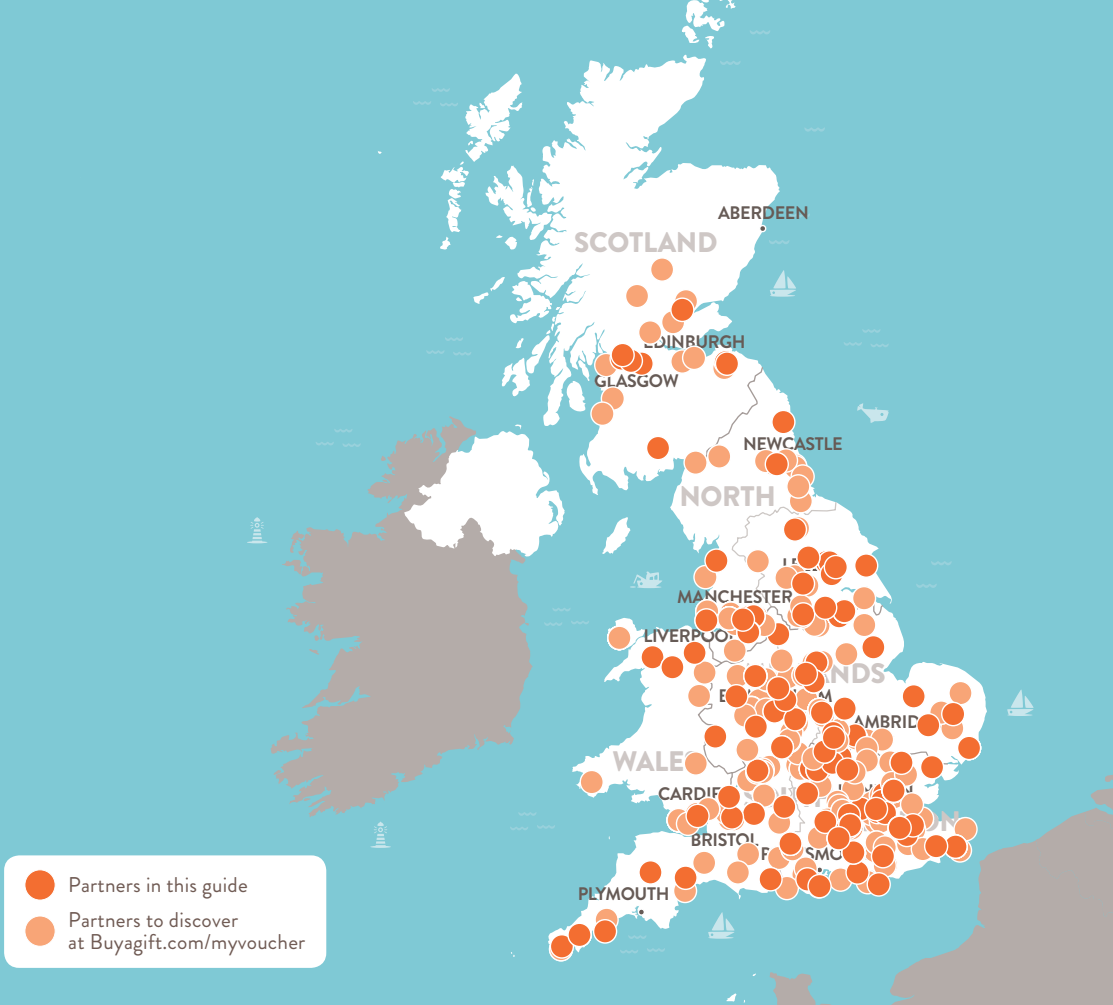 ABERDEEN
SCOTLAND
EDINBURGH
GLASGOW
NEWCASTLE
NORTH
MANCHESTER
WALES
PLYMOUTH
Partners in this guide
Partners to discover
at Buyagift.com/myvoucher
BRISTOL
LIVERPOOL